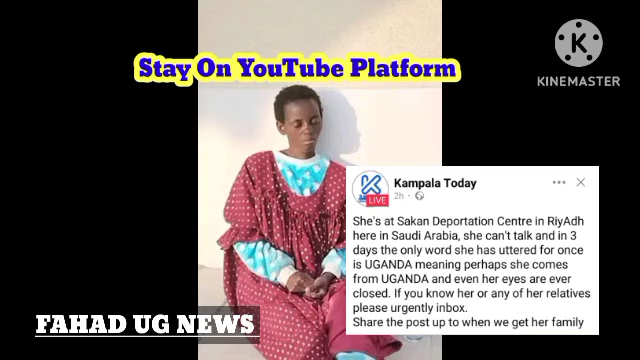 Stay On YouTube Platform
KINEMASTER
Kampala Today
LIVE
2h
She's at Sakan Deportation Centre in RiyAdh
here in Saudi Arabia, she can't talk and in 3
days the only word she has uttered for once
is UGANDA meaning perhaps she comes
from UGANDA and even her eyes are ever
closed. If you know her or any of her relatives
please urgently inbox.
Share the post up to when we get her family
FAHAD UG NEWS